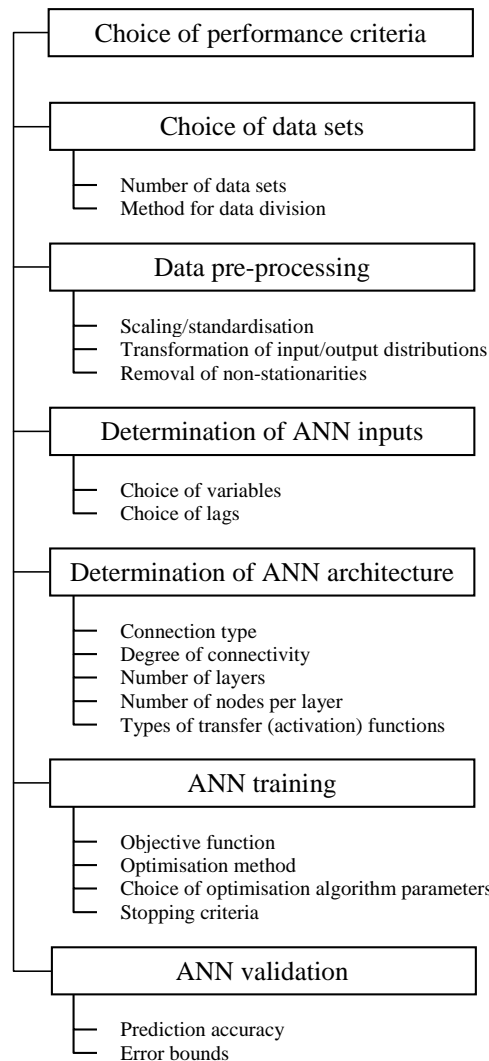 Choice of performance criteria
Choice of data sets
Number of data sets
Method for data division
Data pre-processing
Scaling/standardisation
Transformation of input/output distributions
Removal of non-stationarities
Determination of ANN inputs
Choice of variables
Choice of lags
Determination of ANN architecture
Connection type
Degree of connectivity
Number of layers
Number of nodes per layer
Types of transfer (activation) functions
ANN training
Objective function
Optimisation method
Choice of optimisation algorithm parameters
Stopping criteria
ANN validation
Prediction accuracy
Error bounds